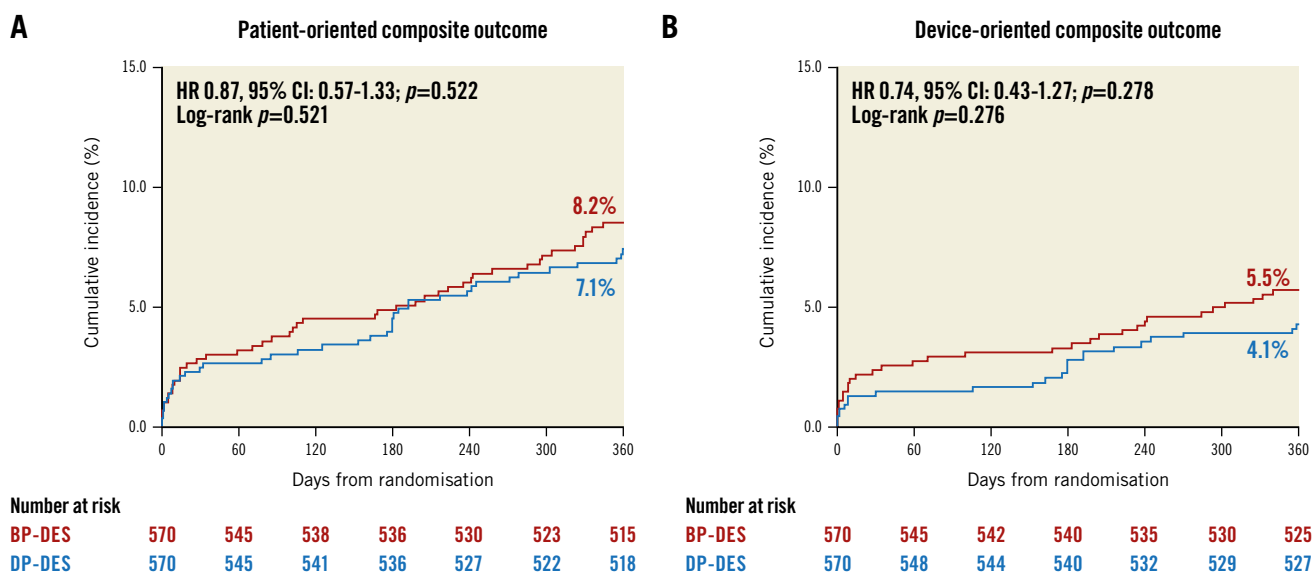 A
Patient-oriented composite outcome
15.0
10.0
5.0
0.0
Cumulative incidence (%)
HR 0.87, 95% CI: 0.57-1.33; p=0.522
Log-rank p=0.521
8.2%
7.1%
0 60 120 180 240 300 360
Days from randomisation
Number at risk
BP-DES 570 545 538 536 530 523 515
DP-DES 570 545 541 536 527 522 518
B
Device-oriented composite outcome
15.0
10.0
5.0
0.0
Cumulative incidence (%)
HR 0.74, 95% CI: 0.43-1.27; p=0.278
Log-rank p=0.276
5.5%
4.1%
0 60 120 180 240 300 360
Days from randomisation
Number at risk
BP-DES 570 545 542 540 535 530 525
DP-DES 570 548 544 540 532 529 527